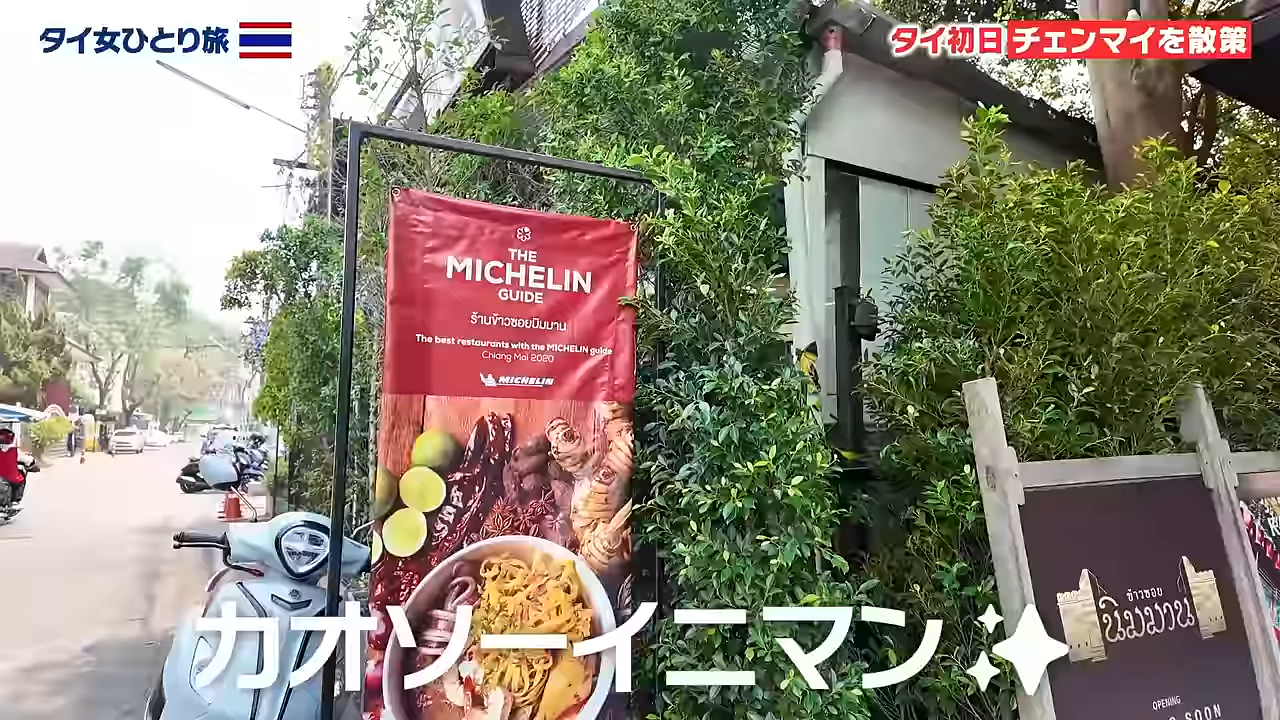 タイ女ひとり旅
タイ初日 チェンマイを散策
THE
MICHELIN
GUIDE
ร้านข้าวซอยนิมมาน
The best restaurants with the MICHELIN guide
Chiang Mai 2020
MICHELIN
ข้าวซอย
นิมมาน
OPENING
SOON
カオソーイニマン